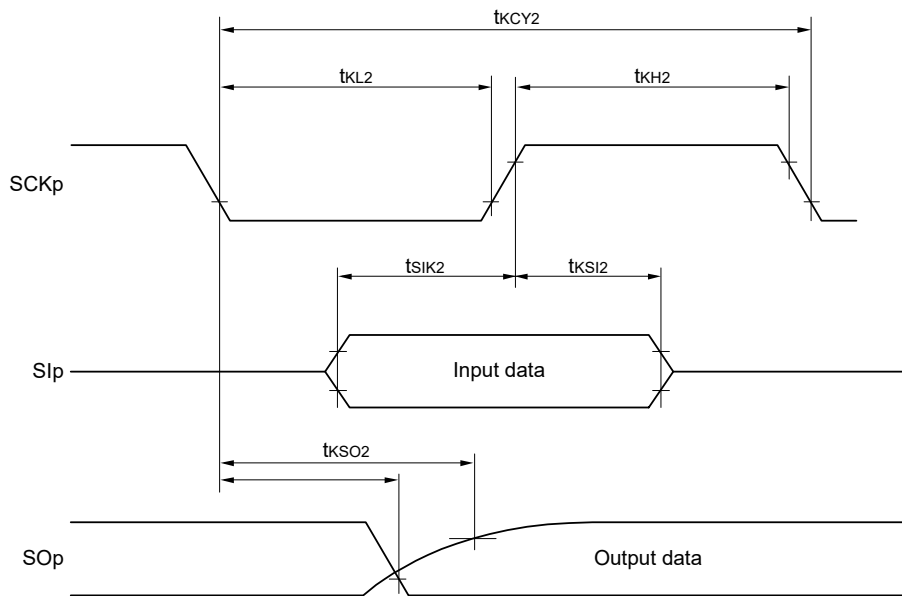 tKCY2
tKL2
tKH2
SCKp
tSIK2
tKSI2
SIp
Input data
tKSO2
SOp
Output data